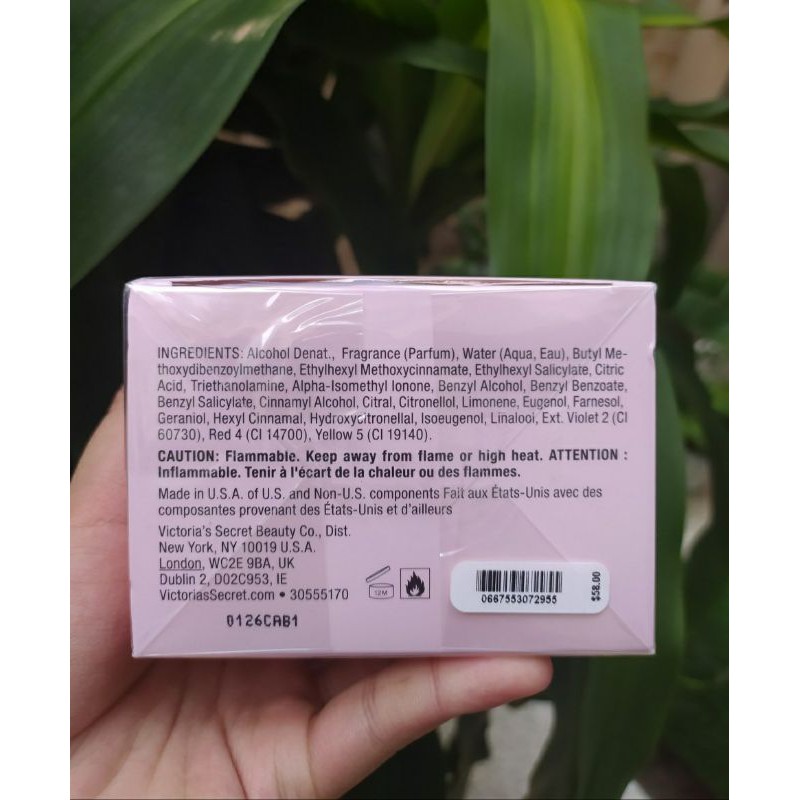 INGREDIENTS: Alcohol Denat., Fragrance (Parfum), Water (Aqua, Eau), Butyl Me-
thoxydibenzoylmethane, Ethylhexyl Methoxycinnamate, Ethylhexyl Salicylate, Citric
Acid, Triethanolamine, Alpha-Isomethyl Ionone, Benzyl Alcohol, Benzyl Benzoate,
Benzyl Salicylate, Cinnamyl Alcohol, Citral, Citronellol, Limonene, Eugenol, Farnesol,
Geraniol, Hexyl Cinnamal, Hydroxycitronellal, Isoeugenol, Linalool, Ext. Violet 2 (CI
60730), Red 4 (CI 14700), Yellow 5 (CI 19140).
CAUTION: Flammable. Keep away from flame or high heat. ATTENTION :
Inflammable. Tenir à l'écart de la chaleur ou des flammes.
Made in U.S.A. of U.S. and Non-U.S. components Fait aux États-Unis avec des
composantes provenant des États-Unis et d'ailleurs
Victoria's Secret Beauty Co., Dist.
New York, NY 10019 U.S.A.
London, WC2E 9BA, UK
Dublin 2, D02C953, IE
VictoriasSecret.com • 30555170
12M
0667553072955
$58.00
0126CAB1